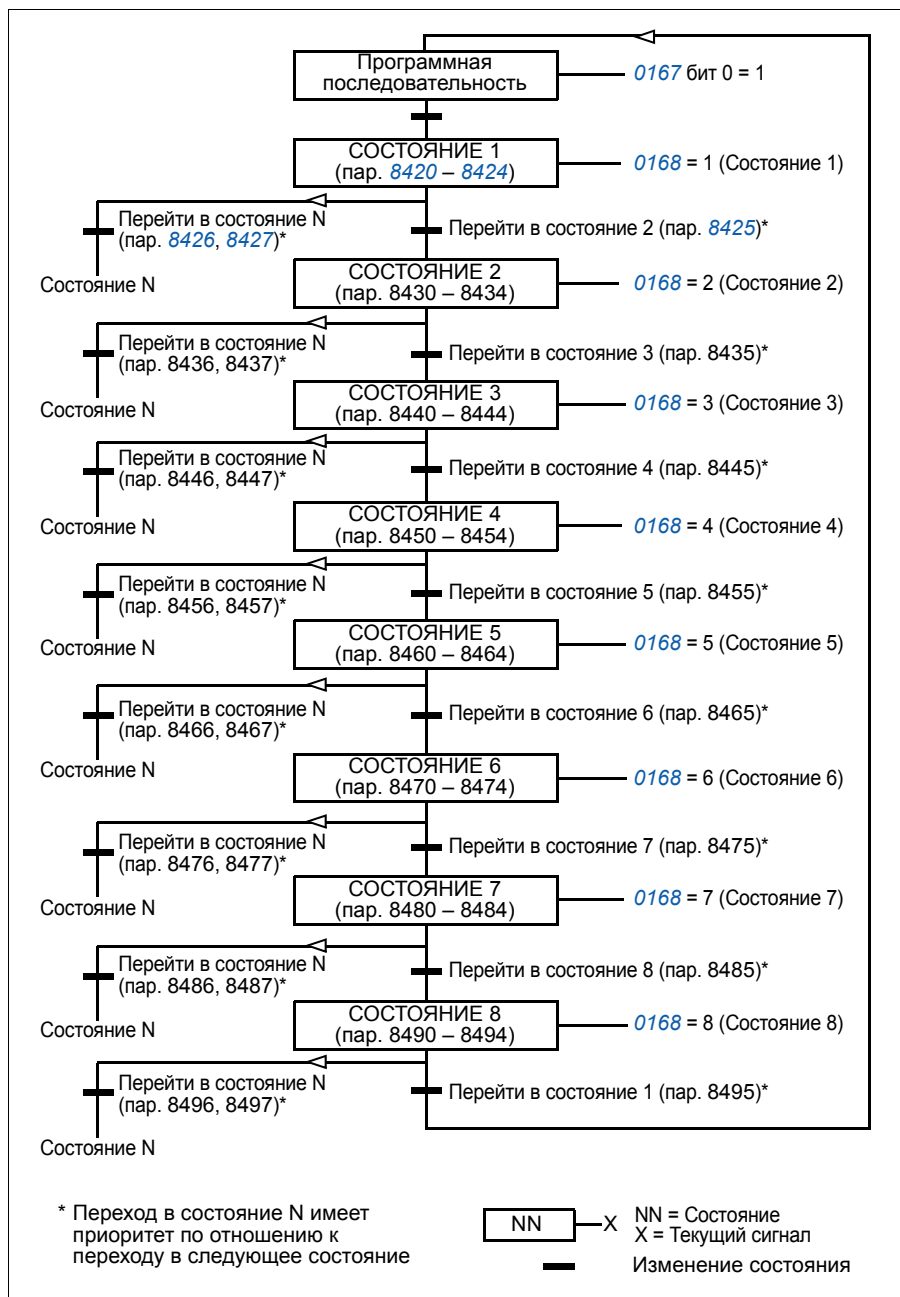 Программная
последовательность
0167 бит 0 = 1
СОСТОЯНИЕ 1
(пар. 8420 – 8424)
0168 = 1 (Состояние 1)
Перейти в состояние N
(пар. 8426, 8427)*
Перейти в состояние 2 (пар. 8425)*
Состояние N
СОСТОЯНИЕ 2
(пар. 8430 – 8434)
0168 = 2 (Состояние 2)
Перейти в состояние N
(пар. 8436, 8437)*
Перейти в состояние 3 (пар. 8435)*
Состояние N
СОСТОЯНИЕ 3
(пар. 8440 – 8444)
0168 = 3 (Состояние 3)
Перейти в состояние N
(пар. 8446, 8447)*
Перейти в состояние 4 (пар. 8445)*
Состояние N
СОСТОЯНИЕ 4
(пар. 8450 – 8454)
0168 = 4 (Состояние 4)
Перейти в состояние N
(пар. 8456, 8457)*
Перейти в состояние 5 (пар. 8455)*
Состояние N
СОСТОЯНИЕ 5
(пар. 8460 – 8464)
0168 = 5 (Состояние 5)
Перейти в состояние N
(пар. 8466, 8467)*
Перейти в состояние 6 (пар. 8465)*
Состояние N
СОСТОЯНИЕ 6
(пар. 8470 – 8474)
0168 = 6 (Состояние 6)
Перейти в состояние N
(пар. 8476, 8477)*
Перейти в состояние 7 (пар. 8475)*
Состояние N
СОСТОЯНИЕ 7
(пар. 8480 – 8484)
0168 = 7 (Состояние 7)
Перейти в состояние N
(пар. 8486, 8487)*
Перейти в состояние 8 (пар. 8485)*
Состояние N
СОСТОЯНИЕ 8
(пар. 8490 – 8494)
0168 = 8 (Состояние 8)
Перейти в состояние N
(пар. 8496, 8497)*
Перейти в состояние 1 (пар. 8495)*
Состояние N
* Переход в состояние N имеет
приоритет по отношению к
переходу в следующее состояние
NN
X
NN = Состояние
X = Текущий сигнал
Изменение состояния